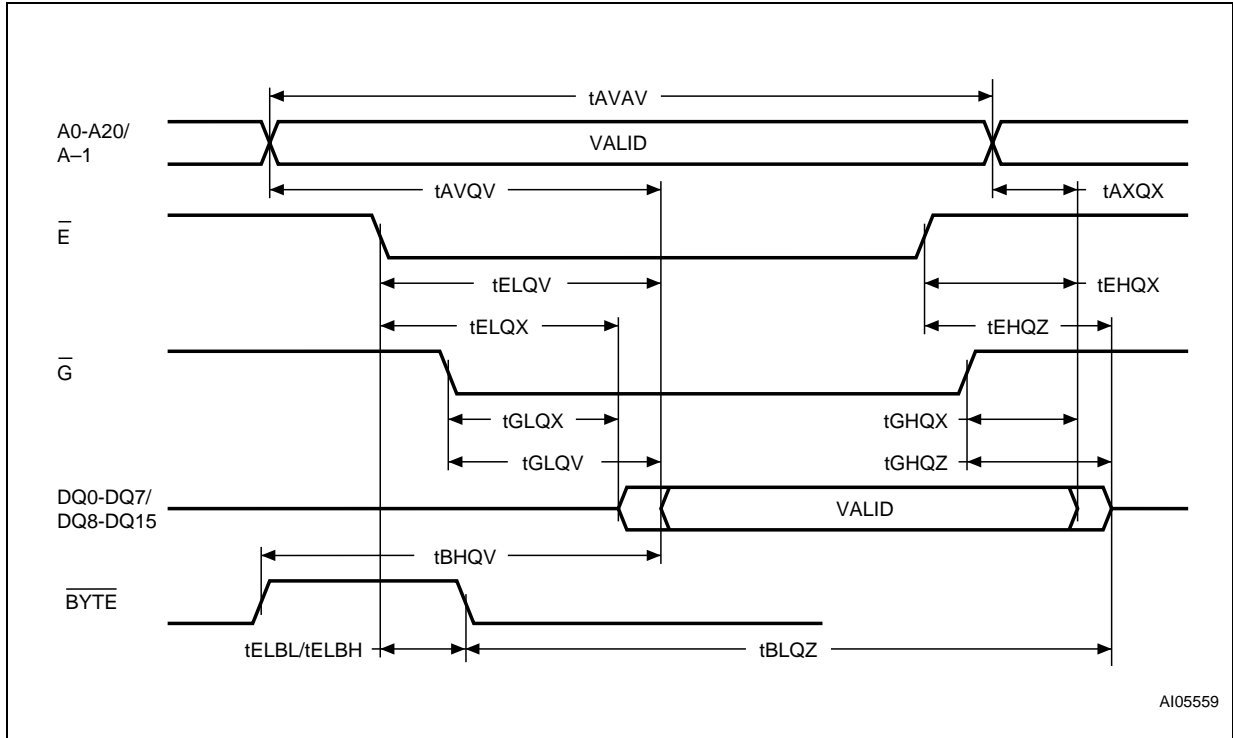 tAVAV
A0-A20/
A–1
VALID
tAVQV
tAXQX
E̅
tELQV
tEHQX
tELQX
tEHQZ
G̅
tGLQX
tGHQX
tGLQV
tGHQZ
DQ0-DQ7/
DQ8-DQ15
VALID
tBHQV
B̅Y̅T̅E̅
tELBL/tELBH
tBLQZ
AI05559